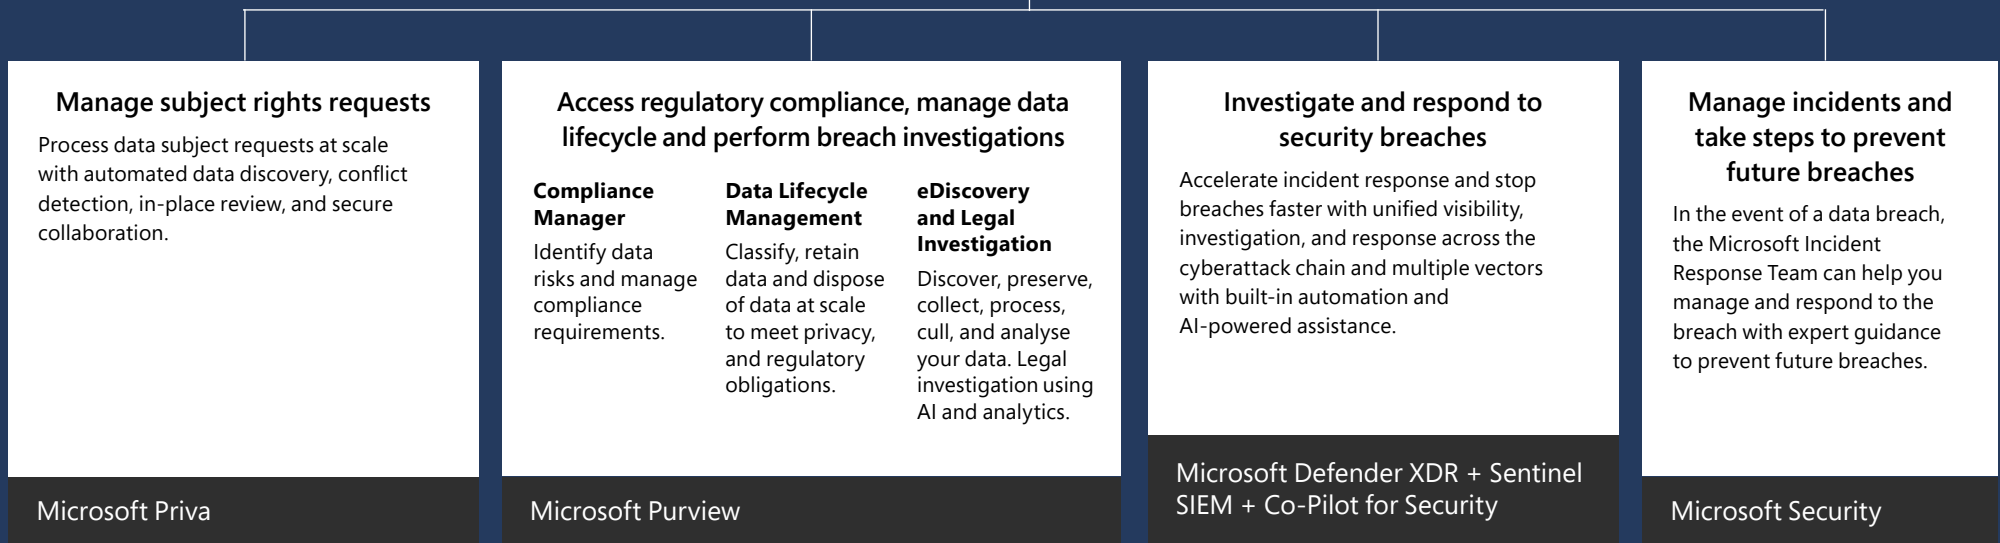 Manage subject rights requests
Process data subject requests at scale
with automated data discovery, conflict
detection, in-place review, and secure
collaboration.
Microsoft Priva
Access regulatory compliance, manage data
lifecycle and perform breach investigations
Compliance
Manager
Identify data
risks and manage
compliance
requirements.
Data Lifecycle
Management
Classify, retain
data and dispose
of data at scale
to meet privacy,
and regulatory
obligations.
eDiscovery
and Legal
Investigation
Discover, preserve,
collect, process,
cull, and analyse
your data. Legal
investigation using
AI and analytics.
Microsoft Purview
Investigate and respond to
security breaches
Accelerate incident response and stop
breaches faster with unified visibility,
investigation, and response across the
cyberattack chain and multiple vectors
with built-in automation and
AI-powered assistance.
Microsoft Defender XDR + Sentinel
SIEM + Co-Pilot for Security
Manage incidents and
take steps to prevent
future breaches
In the event of a data breach,
the Microsoft Incident
Response Team can help you
manage and respond to the
breach with expert guidance
to prevent future breaches.
Microsoft Security